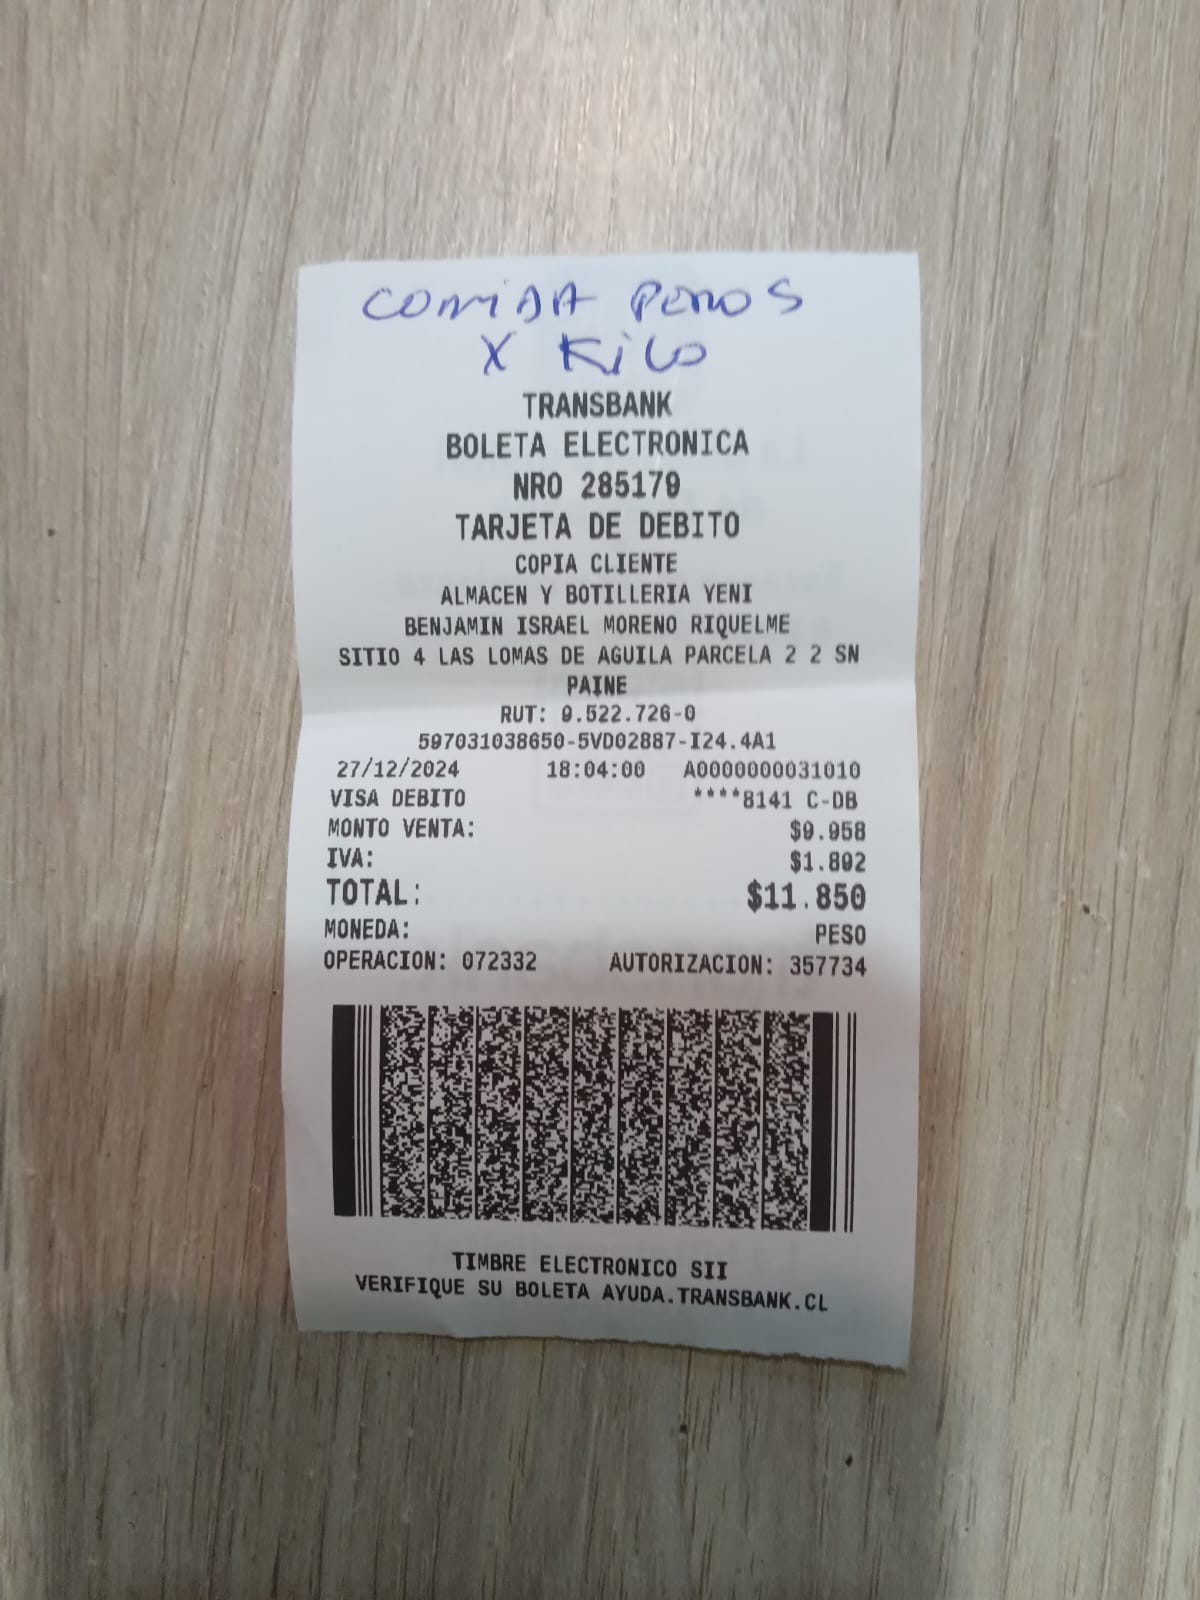 COMIDA PERROS
X KILO
TRANSBANK
BOLETA ELECTRONICA
NRO 285179
TARJETA DE DEBITO
COPIA CLIENTE
ALMACEN Y BOTILLERIA YENI
BENJAMIN ISRAEL MORENO RIQUELME
SITIO 4 LAS LOMAS DE AGUILA PARCELA 2 2 SN
PAINE
RUT: 9.522.726-0
597031038650-5VD02887-I24.4A1
27/12/2024 18:04:00 A0000000031010
VISA DEBITO ****8141 C-DB
MONTO VENTA: $9.958
IVA: $1.892
TOTAL: $11.850
MONEDA: PESO
OPERACION: 072332 AUTORIZACION: 357734
TIMBRE ELECTRONICO SII
VERIFIQUE SU BOLETA AYUDA.TRANSBANK.CL